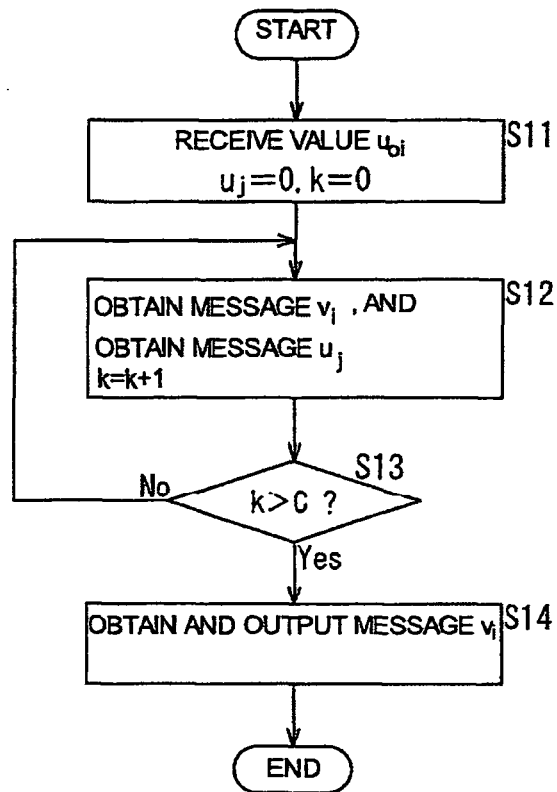 START
RECEIVE VALUE u₀ᵢ
uⱼ=0, k=0
S11
OBTAIN MESSAGE vᵢ , AND
OBTAIN MESSAGE uⱼ
k=k+1
S12
S13
k>C ?
No
Yes
OBTAIN AND OUTPUT MESSAGE vᵢ
S14
END